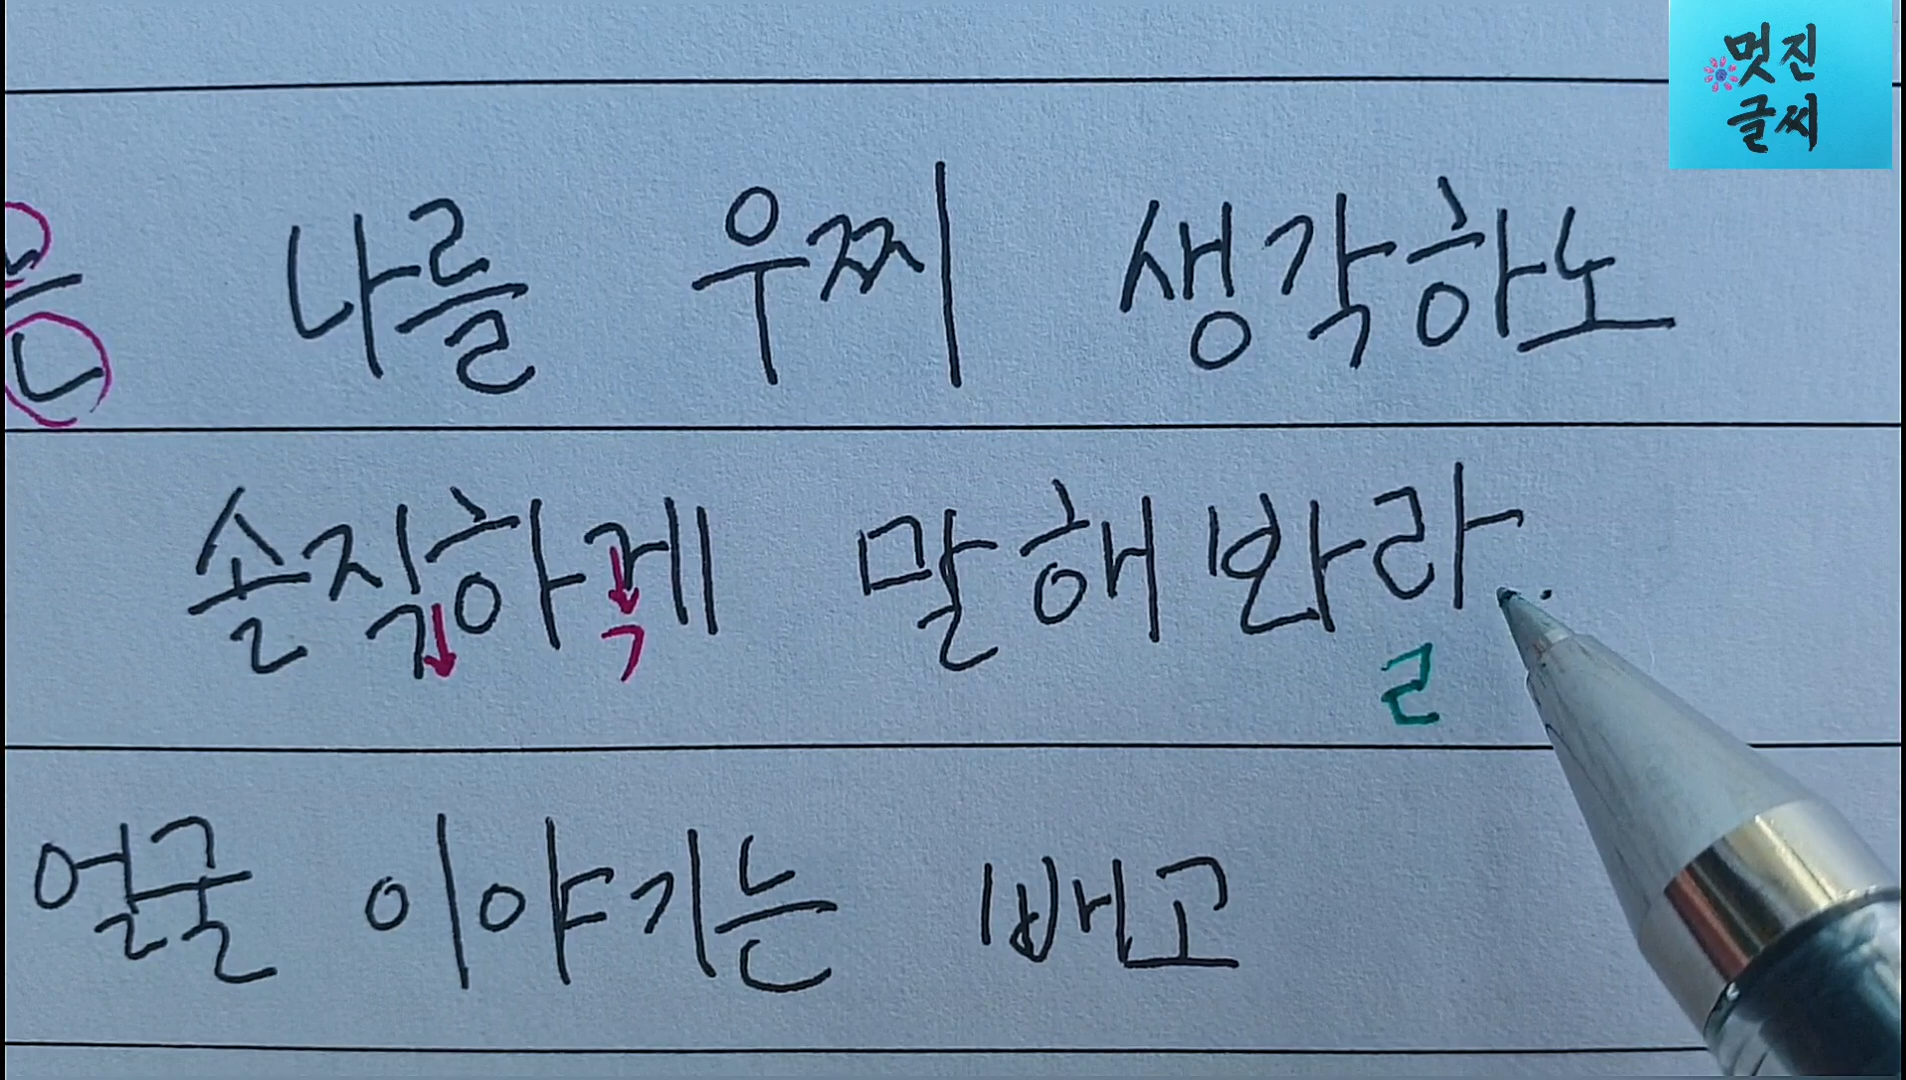 멋진
글씨
은 나를 우찌 생각하노
솔직하게 말해봐라.
ㄱ ㄹ
얼굴 이야기는 빼고